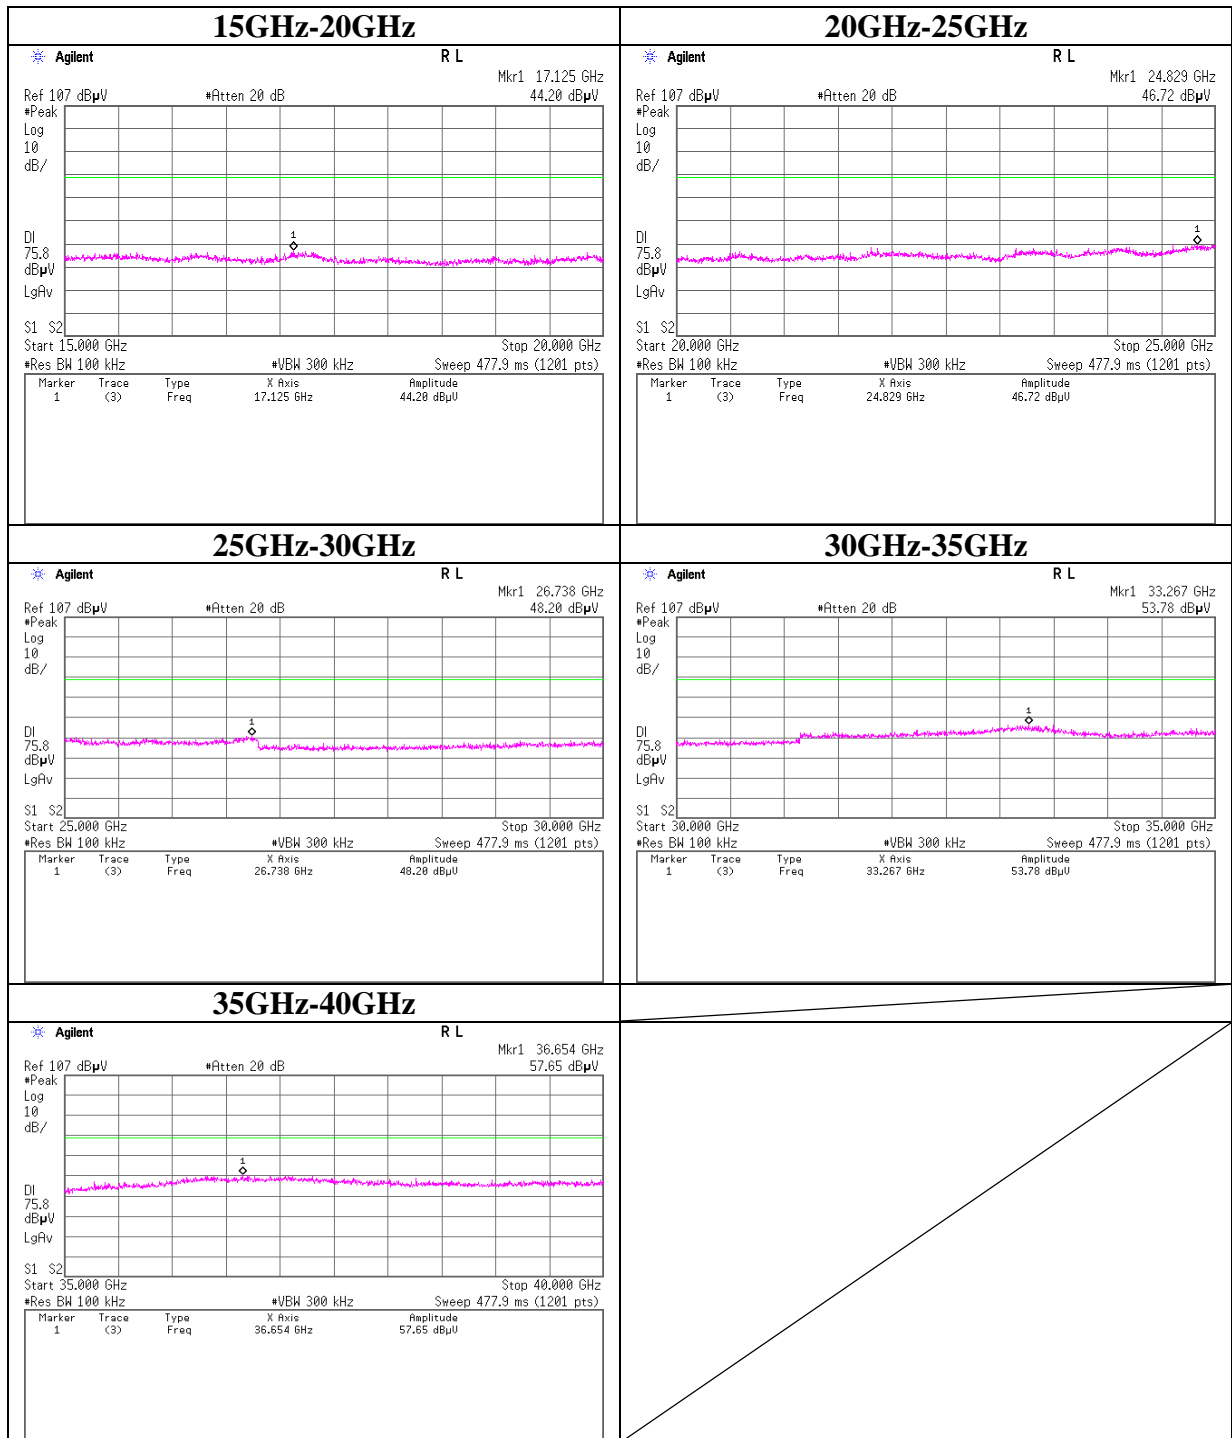 15GHz-20GHz
Agilent R L
Mkr1 17.125 GHz
Ref 107 dBµV #Atten 20 dB 44.20 dBµV
#Peak
Log
10
dB/
DI
75.8
dBµV
LgAv
S1 S2
1
Start 15.000 GHz Stop 20.000 GHz
#Res BW 100 kHz #VBW 300 kHz Sweep 477.9 ms (1201 pts)
Marker Trace Type X Axis Amplitude
1 (3) Freq 17.125 GHz 44.20 dBµV
20GHz-25GHz
Agilent R L
Mkr1 24.829 GHz
Ref 107 dBµV #Atten 20 dB 46.72 dBµV
#Peak
Log
10
dB/
DI
75.8
dBµV
LgAv
S1 S2
1
Start 20.000 GHz Stop 25.000 GHz
#Res BW 100 kHz #VBW 300 kHz Sweep 477.9 ms (1201 pts)
Marker Trace Type X Axis Amplitude
1 (3) Freq 24.829 GHz 46.72 dBµV
25GHz-30GHz
Agilent R L
Mkr1 26.738 GHz
Ref 107 dBµV #Atten 20 dB 48.20 dBµV
#Peak
Log
10
dB/
DI
75.8
dBµV
LgAv
S1 S2
1
Start 25.000 GHz Stop 30.000 GHz
#Res BW 100 kHz #VBW 300 kHz Sweep 477.9 ms (1201 pts)
Marker Trace Type X Axis Amplitude
1 (3) Freq 26.738 GHz 48.20 dBµV
30GHz-35GHz
Agilent R L
Mkr1 33.267 GHz
Ref 107 dBµV #Atten 20 dB 53.78 dBµV
#Peak
Log
10
dB/
DI
75.8
dBµV
LgAv
S1 S2
1
Start 30.000 GHz Stop 35.000 GHz
#Res BW 100 kHz #VBW 300 kHz Sweep 477.9 ms (1201 pts)
Marker Trace Type X Axis Amplitude
1 (3) Freq 33.267 GHz 53.78 dBµV
35GHz-40GHz
Agilent R L
Mkr1 36.654 GHz
Ref 107 dBµV #Atten 20 dB 57.65 dBµV
#Peak
Log
10
dB/
DI
75.8
dBµV
LgAv
S1 S2
1
Start 35.000 GHz Stop 40.000 GHz
#Res BW 100 kHz #VBW 300 kHz Sweep 477.9 ms (1201 pts)
Marker Trace Type X Axis Amplitude
1 (3) Freq 36.654 GHz 57.65 dBµV